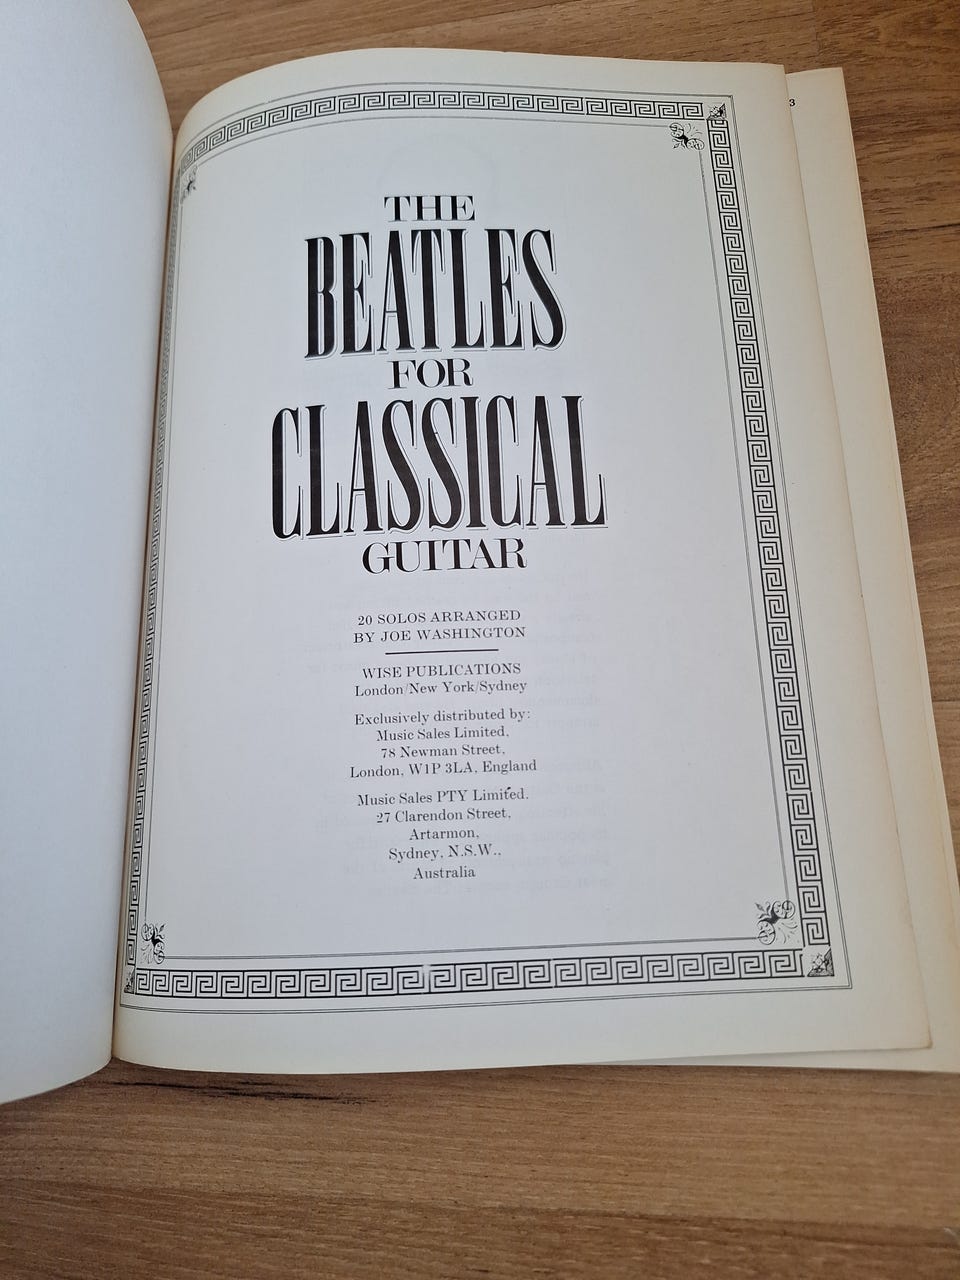 THE
BEATLES
FOR
CLASSICAL
GUITAR
20 SOLOS ARRANGED
BY JOE WASHINGTON
WISE PUBLICATIONS
London/New York/Sydney
Exclusively distributed by:
Music Sales Limited,
78 Newman Street,
London, W1P 3LA, England
Music Sales PTY Limited.
27 Clarendon Street,
Artarmon,
Sydney, N.S.W.,
Australia
3